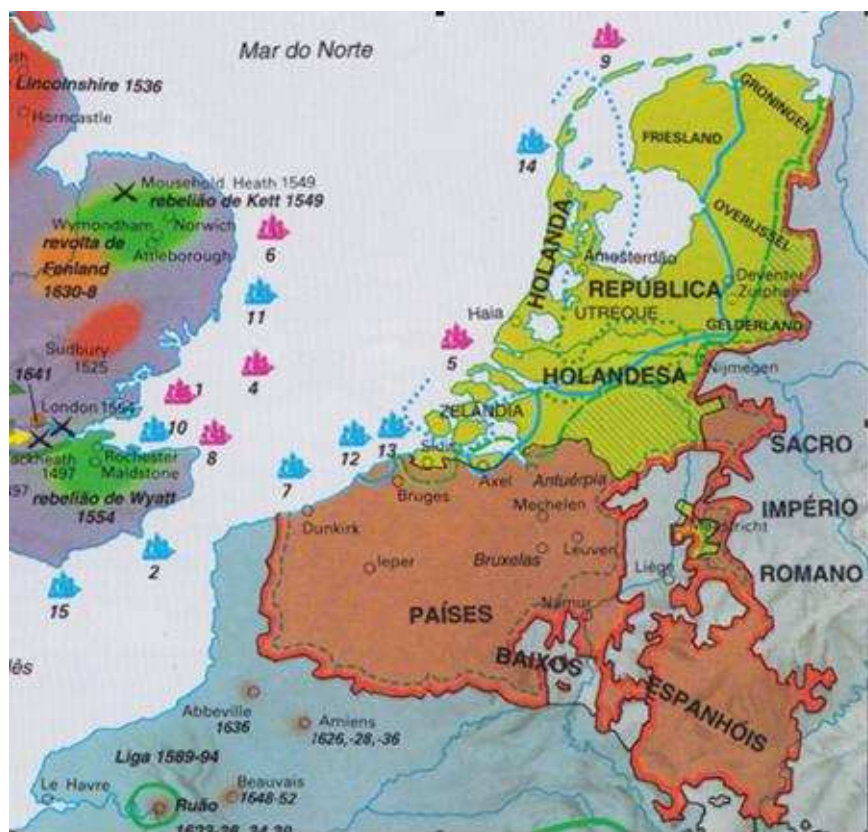 Mar do Norte
Lincolnshire 1536
Horncastle
Mousehold Heath 1549
rebelião de Kett 1549
Wymondham
Norwich
revolta de
Attleborough
Fenland
1630-8
6
11
Sudbury
1525
4
1641
1
London 1554
10
8
Rochester
Maidstone
1497
rebelião de Wyatt
1554
2
15
9
14
GRONINGEN
FRIESLAND
OVERIJSSEL
HOLANDA
Amesterdão
Deventer
REPÚBLICA
Zutphen
Haia
UTREQUE
GELDERLAND
5
HOLANDESA
Nijmegen
ZELÂNDIA
12
13
7
SACRO
Axel
Antuérpia
Bruges
Mechelen
IMPÉRIO
Dunkirk
Leuven
Bruxelas
Ieper
Liège
ROMANO
PAÍSES
Namur
BAIXOS
ESPANHÓIS
Abbeville
1636
Amiens
1626,-28,-36
Liga 1589-94
Le Havre
Beauvais
1648-52
Ruão